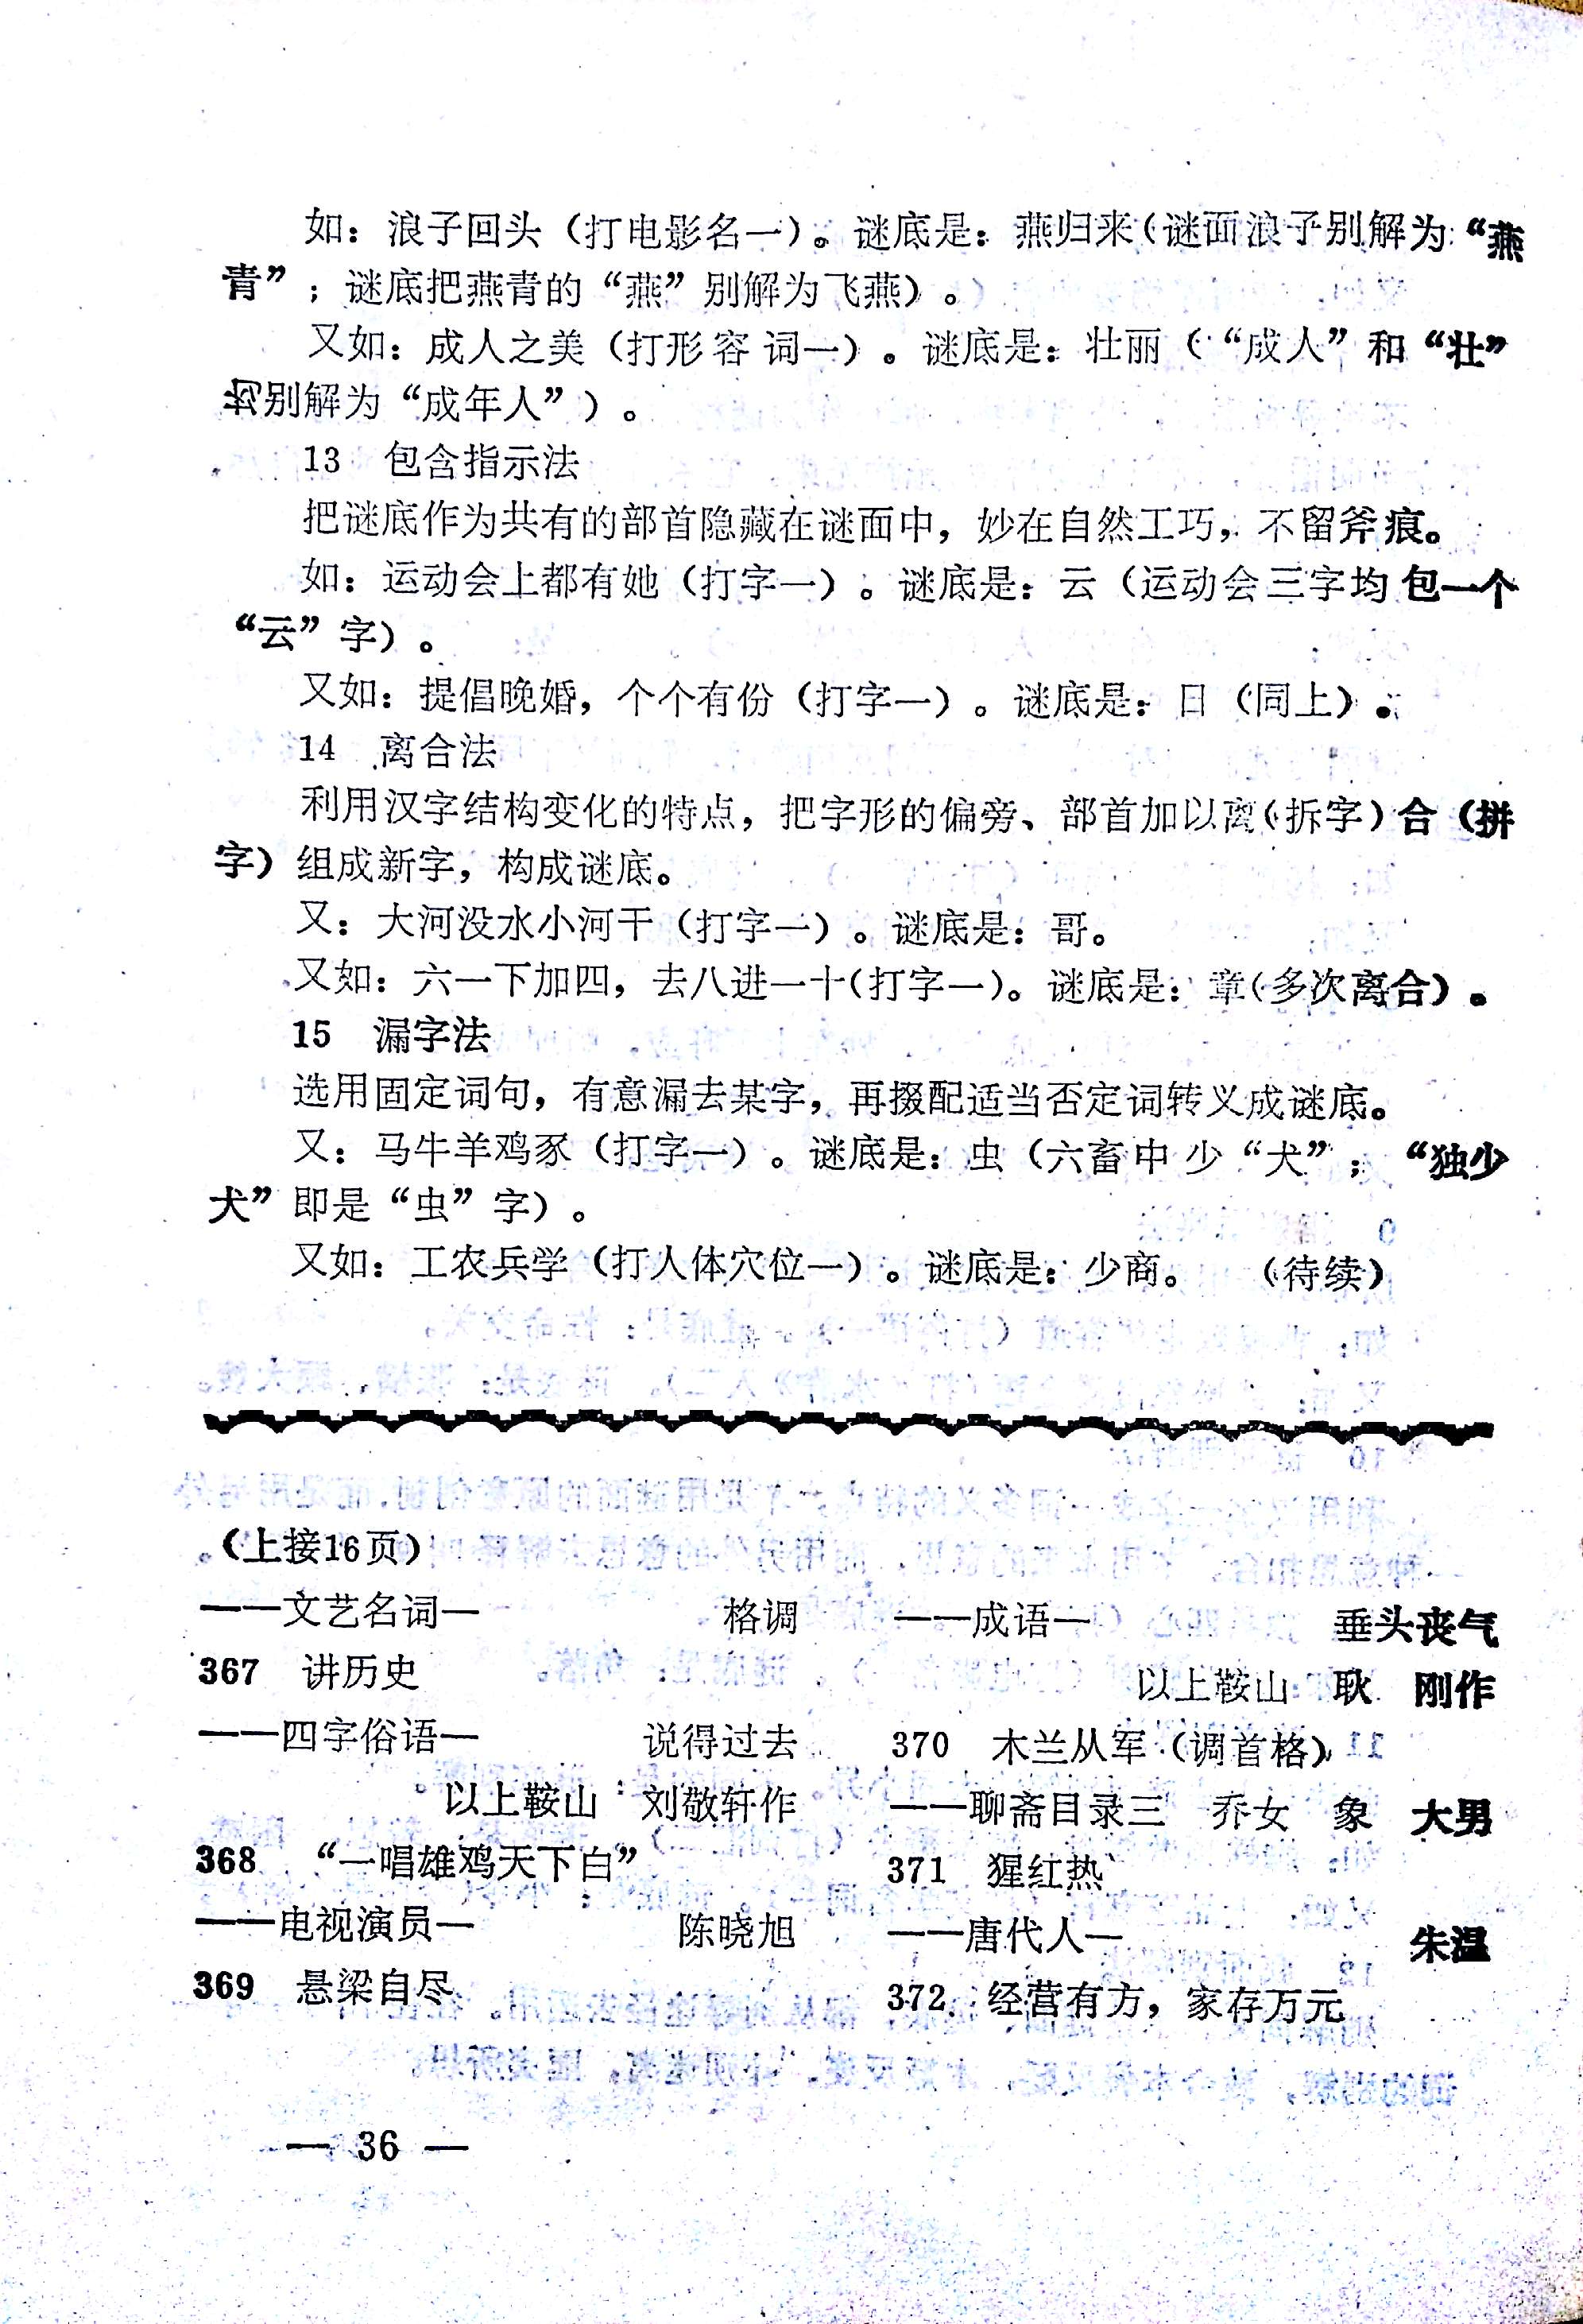 如：浪子回头（打电影名一）。谜底是：燕归来（谜面浪子别解为“燕
青”；谜底把燕青的“燕”别解为飞燕）。
又如：成人之美（打形容词一）。谜底是：壮丽（“成人”和“壮”
均别解为“成年人”）。
13　包含指示法
把谜底作为共有的部首隐藏在谜面中，妙在自然工巧，不留斧痕。
如：运动会上都有她（打字一）。谜底是：云（运动会三字均包一个
“云”字）。
又如：提倡晚婚，个个有份（打字一）。谜底是：日（同上）。
14　离合法
利用汉字结构变化的特点，把字形的偏旁、部首加以离（拆字）合（拼
字）组成新字，构成谜底。
又：大河没水小河干（打字一）。谜底是：哥。
又如：六一下加四，去八进一十（打字一）。谜底是：章（多次离合）。
15　漏字法
选用固定词句，有意漏去某字，再掇配适当否定词转义成谜底。
又：马牛羊鸡豕（打字一）。谜底是：虫（六畜中少“犬”；“独少
犬”即是“虫”字）。
又如：工农兵学（打人体穴位一）。谜底是：少商。　（待续）
（上接16页）
——文艺名词一　格调
367　讲历史
——四字俗语一　说得过去
以上鞍山　刘敬轩作
368　“一唱雄鸡天下白”
——电视演员一　陈晓旭
369　悬梁自尽
——成语一　垂头丧气
以上鞍山　耿　刚作
370　木兰从军（调首格）
——聊斋目录三　乔女　象　大男
371　猩红热
——唐代人一　朱温
372　经营有方，家存万元
— 36 —